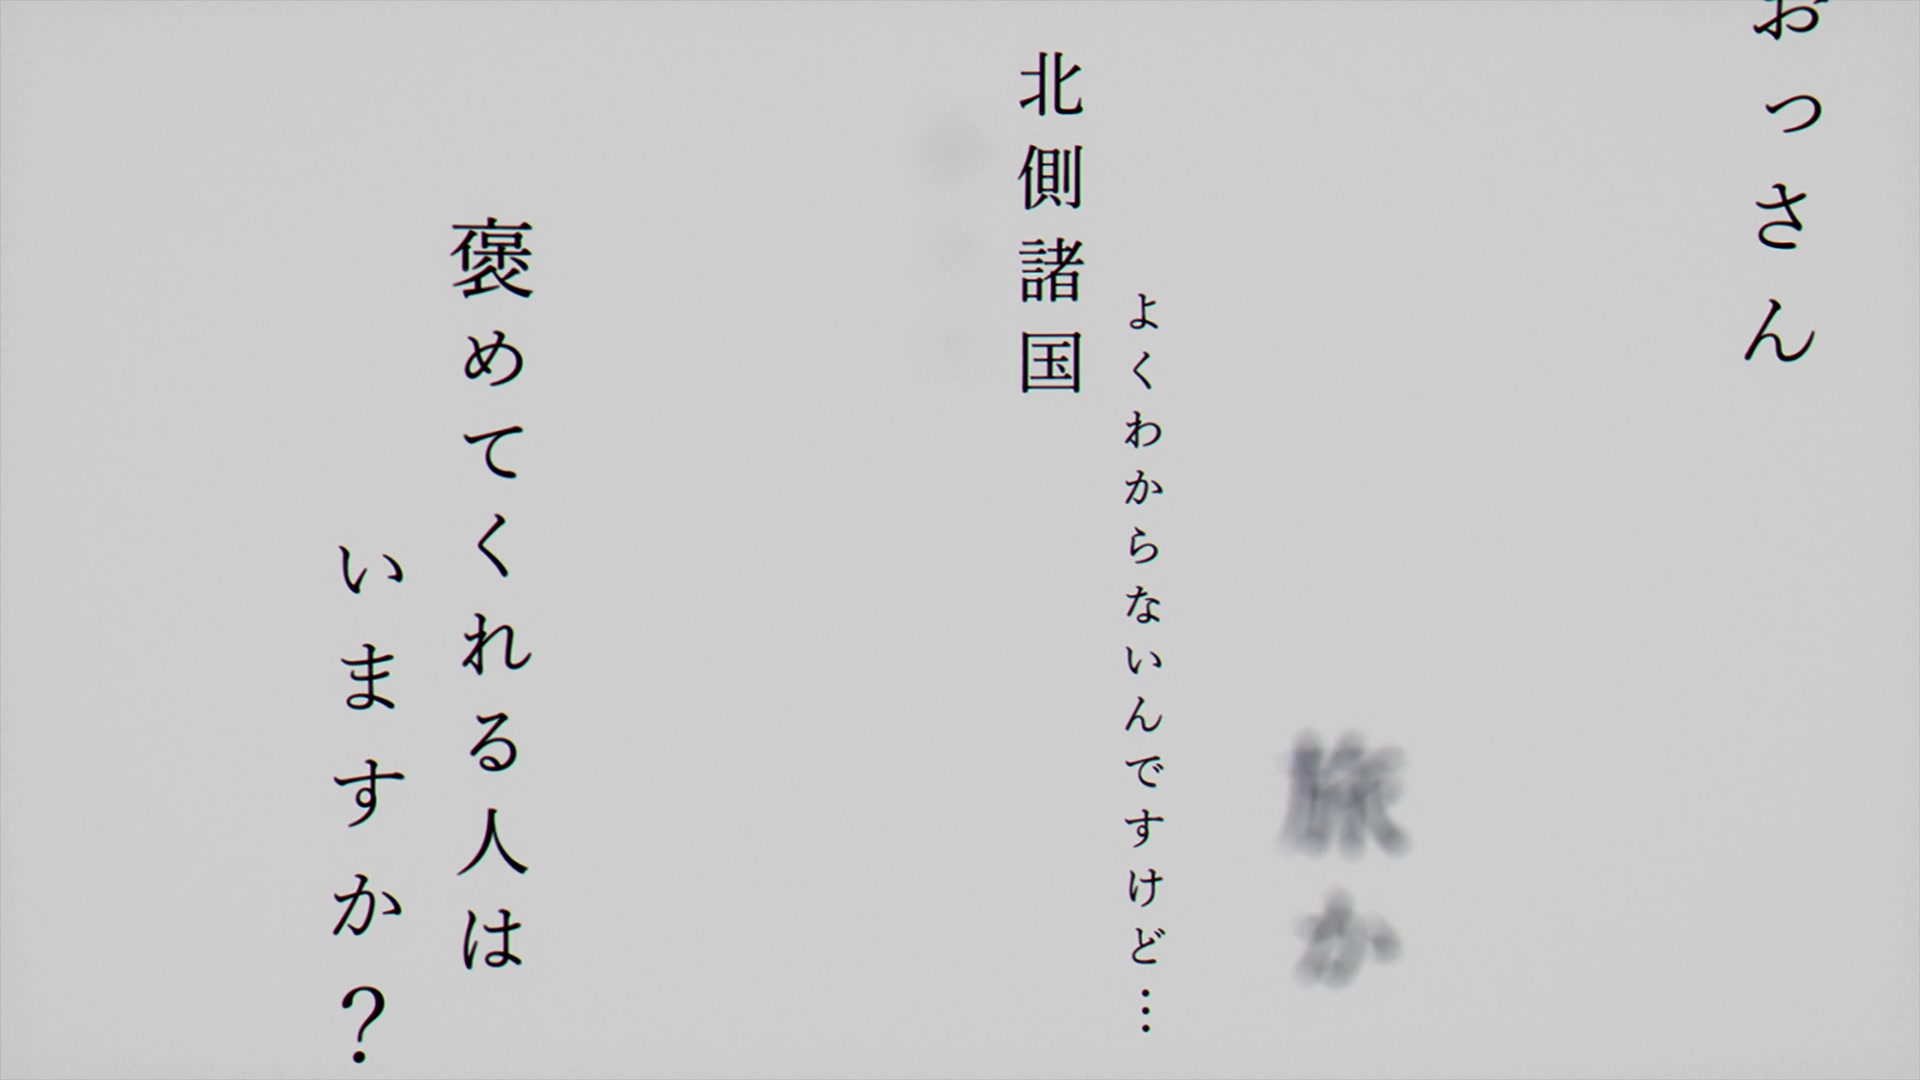 おっさん
旅か
よくわからないんですけど…
北側諸国
褒めてくれる人は
いますか？